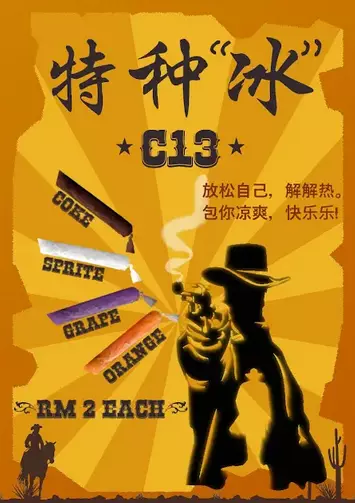 特种“冰”
★C13★
放松自己，解解热。
包你凉爽，快乐乐!
COKE
SPRITE
GRAPE
ORANGE
RM 2 EACH